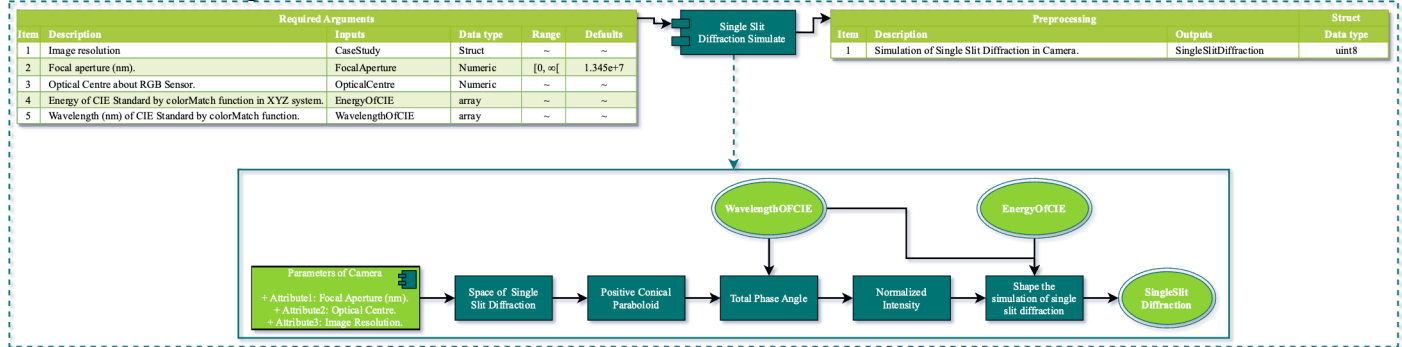 Required Arguments
Item Description Inputs Data type Range Defaults
1 Image resolution CaseStudy Struct ~ ~
2 Focal aperture (nm). FocalAperture Numeric [0, ∞[ 1.345e+7
3 Optical Centre about RGB Sensor. OpticalCentre Numeric ~ ~
4 Energy of CIE Standard by colorMatch function in XYZ system. EnergyOfCIE array ~ ~
5 Wavelength (nm) of CIE Standard by colorMatch function. WavelengthOfCIE array ~ ~
Single Slit
Diffraction Simulate
Preprocessing Struct
Item Description Outputs Data type
1 Simulation of Single Slit Diffraction in Camera. SingleSlitDiffraction uint8
WavelengthOFCIE
EnergyOfCIE
Parameters of Camera
+ Attribute1: Focal Aperture (nm).
+ Attribute2: Optical Centre.
+ Attribute3: Image Resolution.
Space of Single
Slit Diffraction
Positive Conical
Paraboloid
Total Phase Angle
Normalized
Intensity
Shape the
simulation of single
slit diffraction
SingleSlit
Diffraction